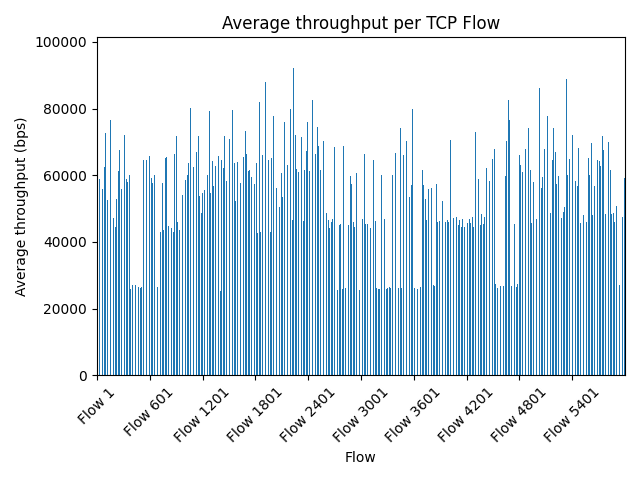 Average throughput per TCP Flow
Average throughput (bps)
100000
80000
60000
40000
20000
0
Flow 1
Flow 601
Flow 1201
Flow 1801
Flow 2401
Flow 3001
Flow 3601
Flow 4201
Flow 4801
Flow 5401
Flow